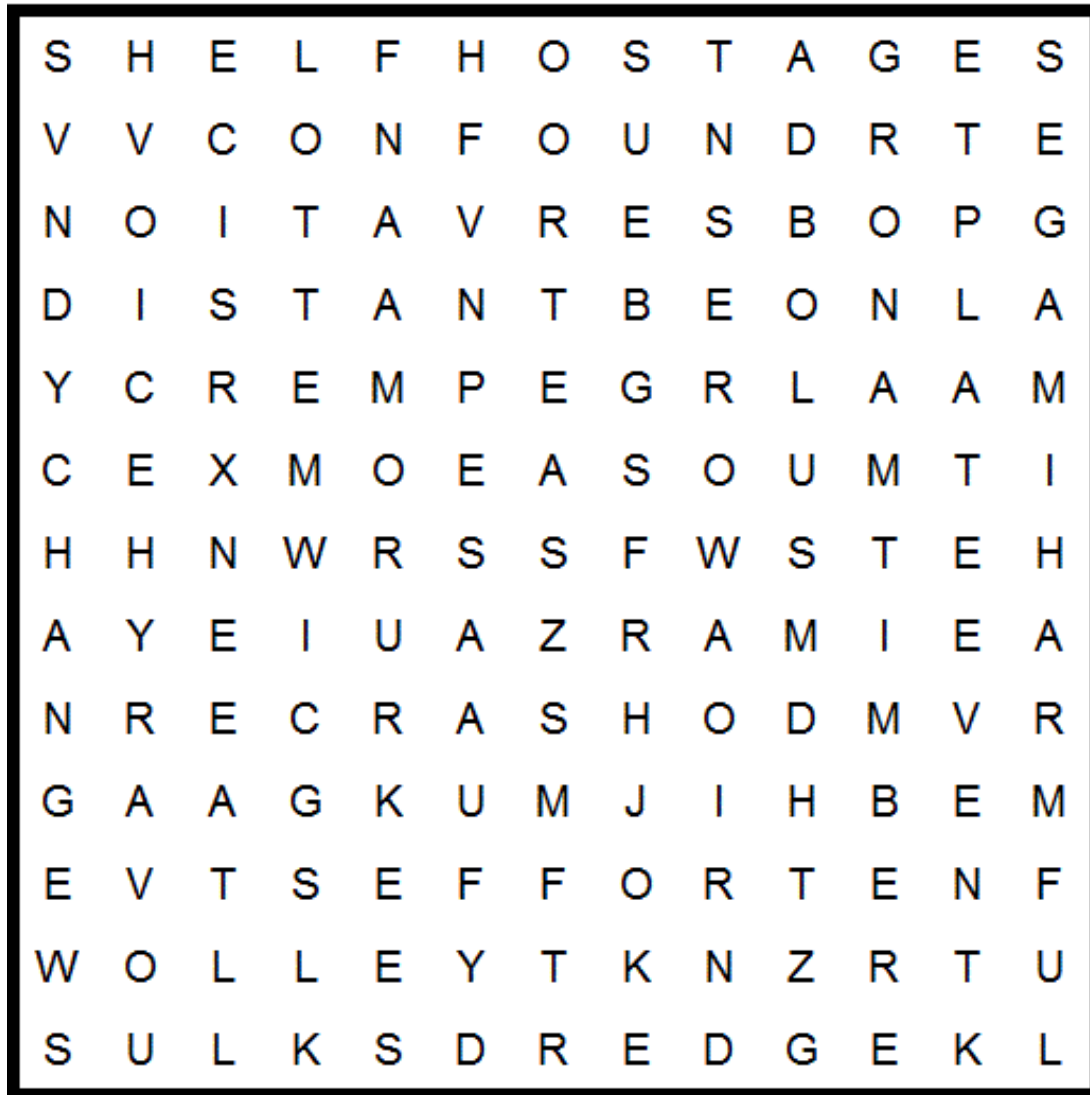 S H E L F H O S T A G E S
V V C O N F O U N D R T E
N O I T A V R E S B O P G
D I S T A N T B E O N L A
Y C R E M P E G R L A A M
C E X M O E A S O U M T I
H H N W R S S F W S T E H
A Y E I U A Z R A M I E A
N R E C R A S H O D M V R
G A A G K U M J I H B E M
E V T S E F F O R T E N F
W O L L E Y T K N Z R T U
S U L K S D R E D G E K L